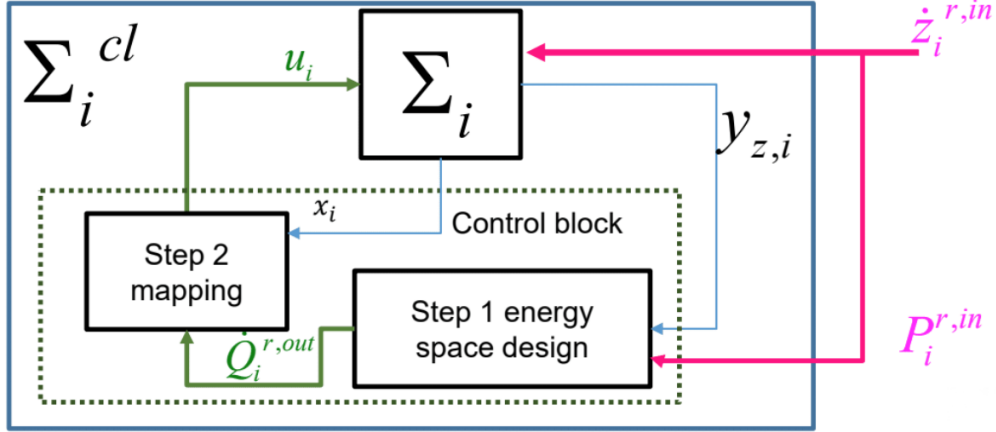 Σ_i^{cl}
u_i
Σ_i
ż_i^{r,in}
y_{z,i}
x_i
Control block
Step 2
mapping
Step 1 energy
space design
Q̇_i^{r,out}
P_i^{r,in}